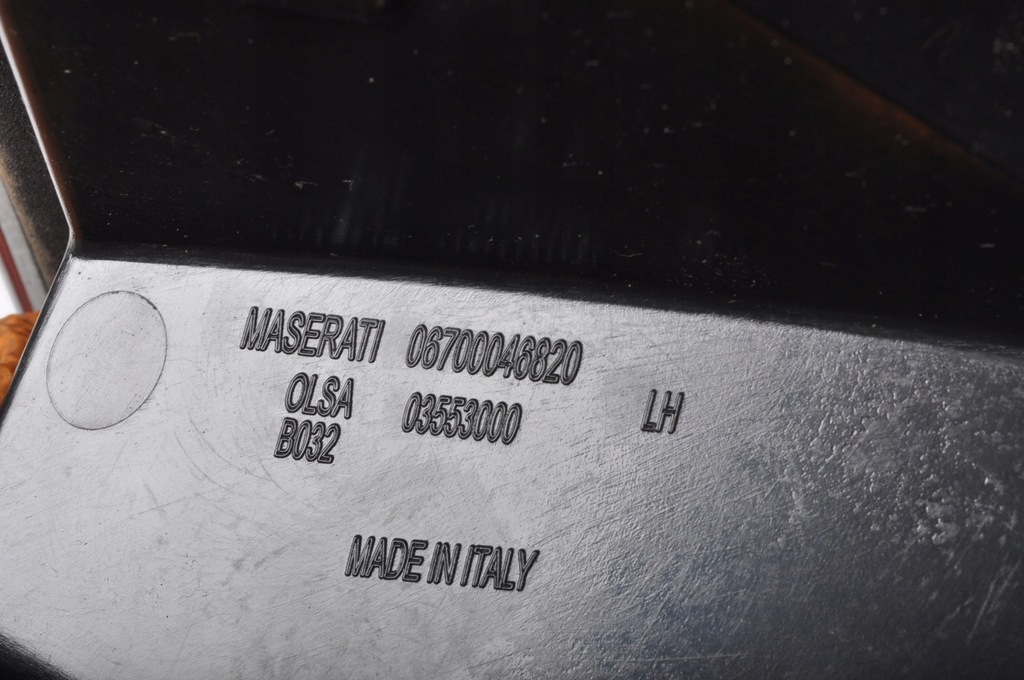 MASERATI 06700046820
OLSA 03553000 LH
B032
MADE IN ITALY